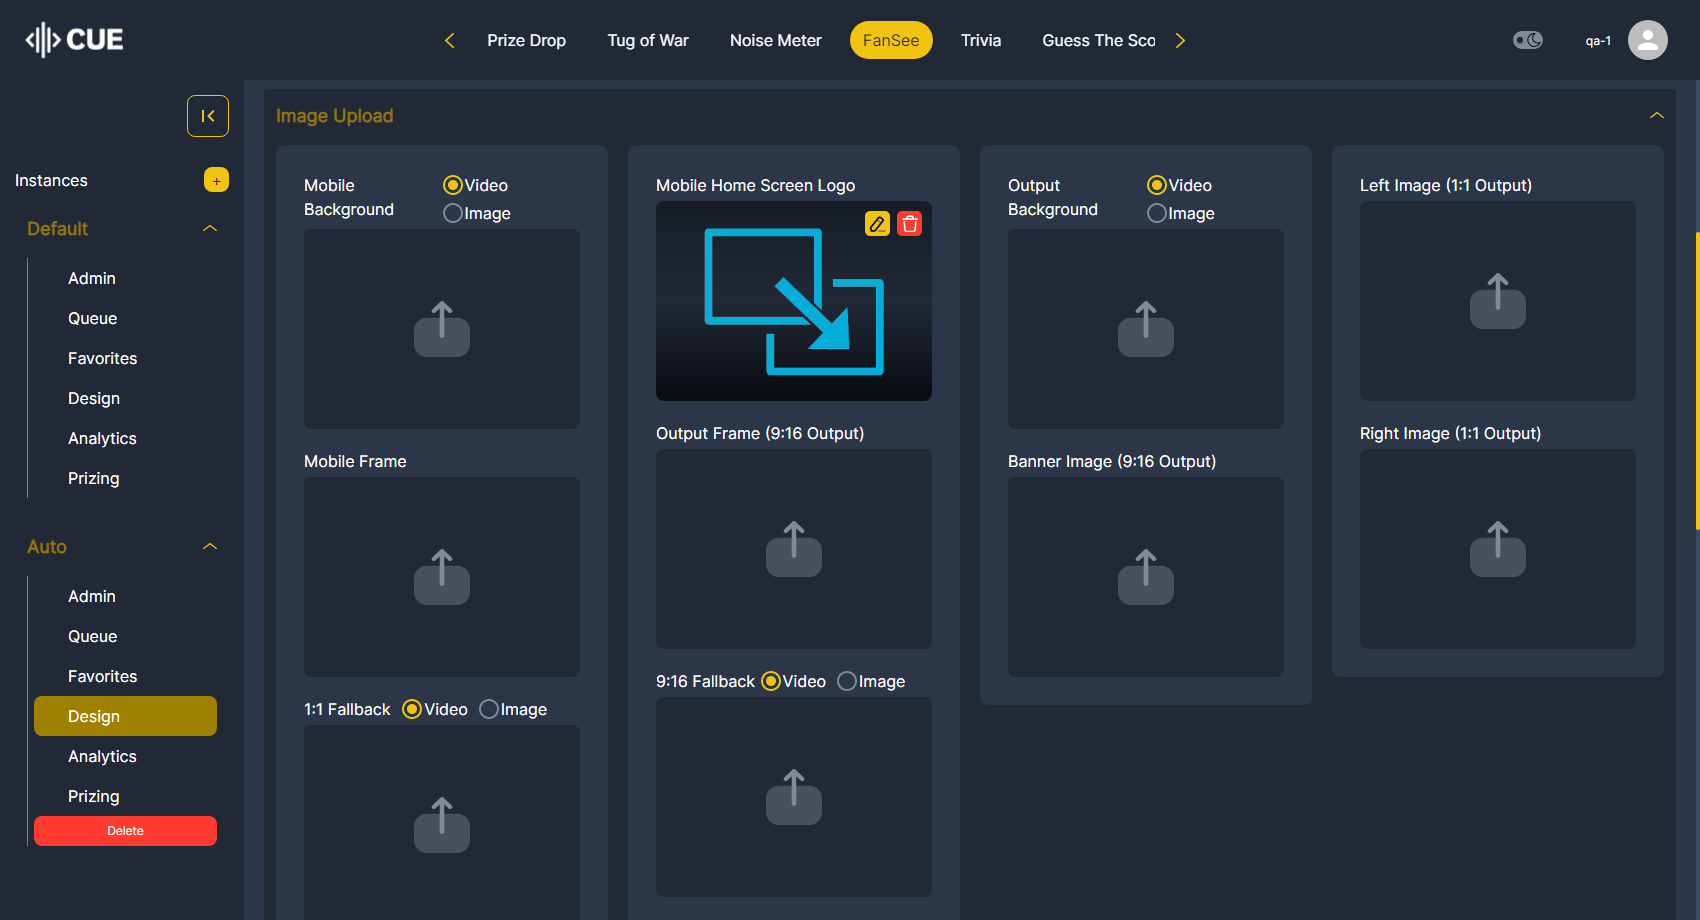 CUE
Prize Drop
Tug of War
Noise Meter
FanSee
Trivia
Guess The Sco
qa-1
Instances
+
Default
Admin
Queue
Favorites
Design
Analytics
Prizing
Auto
Admin
Queue
Favorites
Design
Analytics
Prizing
Delete
Image Upload
Mobile
Background
Video
Image
Mobile Frame
1:1 Fallback Video Image
Mobile Home Screen Logo
Output Frame (9:16 Output)
9:16 Fallback Video Image
Output
Background
Video
Image
Banner Image (9:16 Output)
Left Image (1:1 Output)
Right Image (1:1 Output)